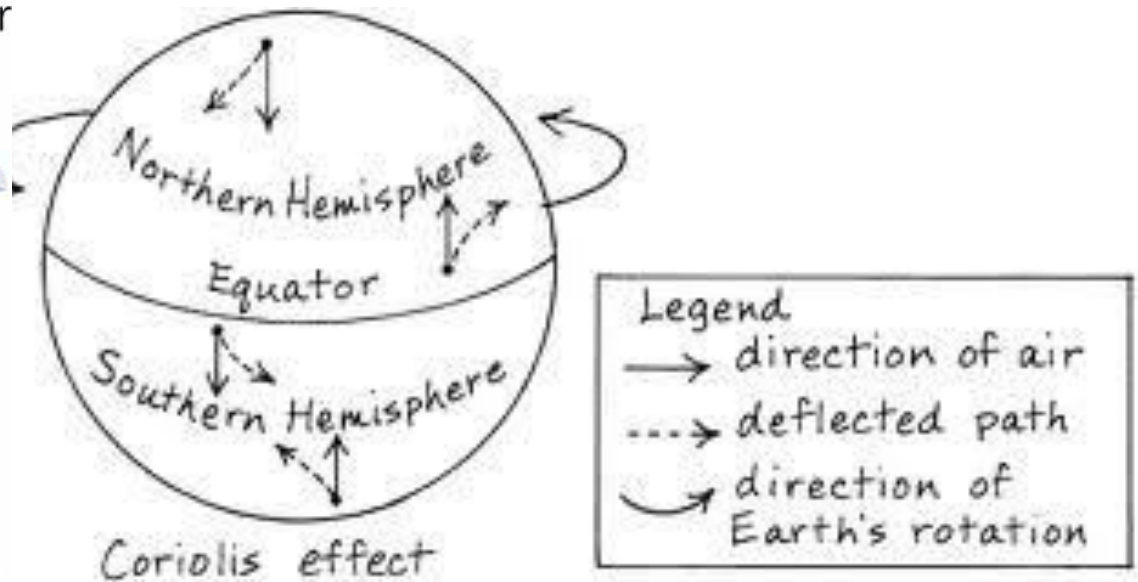 r
Northern Hemisphere
Equator
Southern Hemisphere
Coriolis effect
Legend
direction of air
deflected path
direction of
Earth's rotation